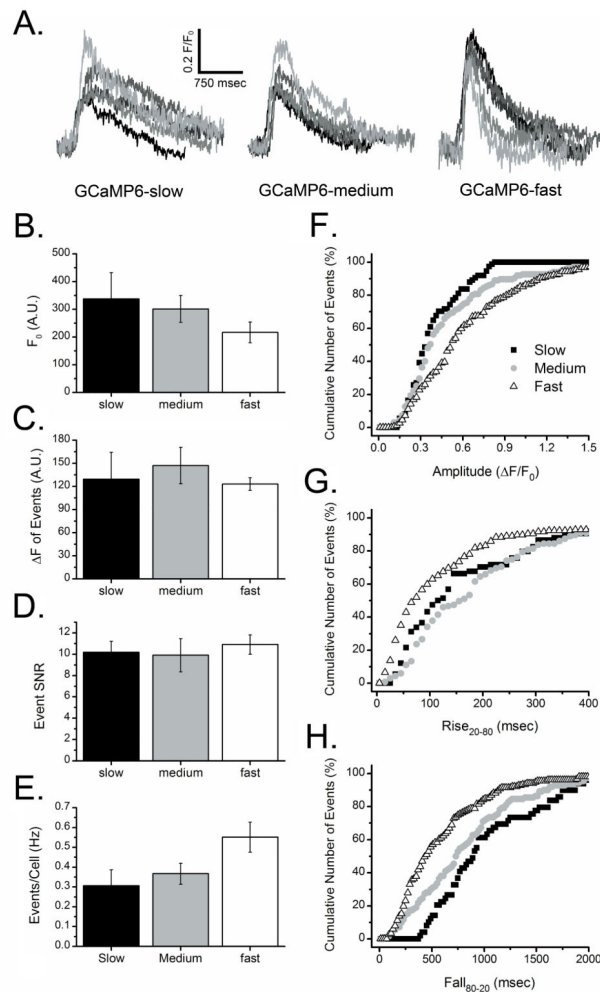 A.
0.2 F/F0
750 msec
GCaMP6-slow
GCaMP6-medium
GCaMP6-fast
B.
F0 (A.U.)
500
400
300
200
100
0
slow
medium
fast
C.
ΔF of Events (A.U.)
180
150
120
90
60
30
0
slow
medium
fast
D.
Event SNR
14
12
10
8
6
4
2
0
slow
medium
fast
E.
Events/Cell (Hz)
0.7
0.6
0.5
0.4
0.3
0.2
0.1
0.0
Slow
Medium
fast
F.
Cumulative Number of Events (%)
100
80
60
40
20
0
Slow
Medium
Fast
0.0
0.3
0.6
0.9
1.2
1.5
Amplitude (ΔF/F0)
G.
Cumulative Number of Events (%)
100
80
60
40
20
0
0
100
200
300
400
Rise20-80 (msec)
H.
Cumulative Number of Events (%)
100
80
60
40
20
0
0
500
1000
1500
2000
Fall80-20 (msec)